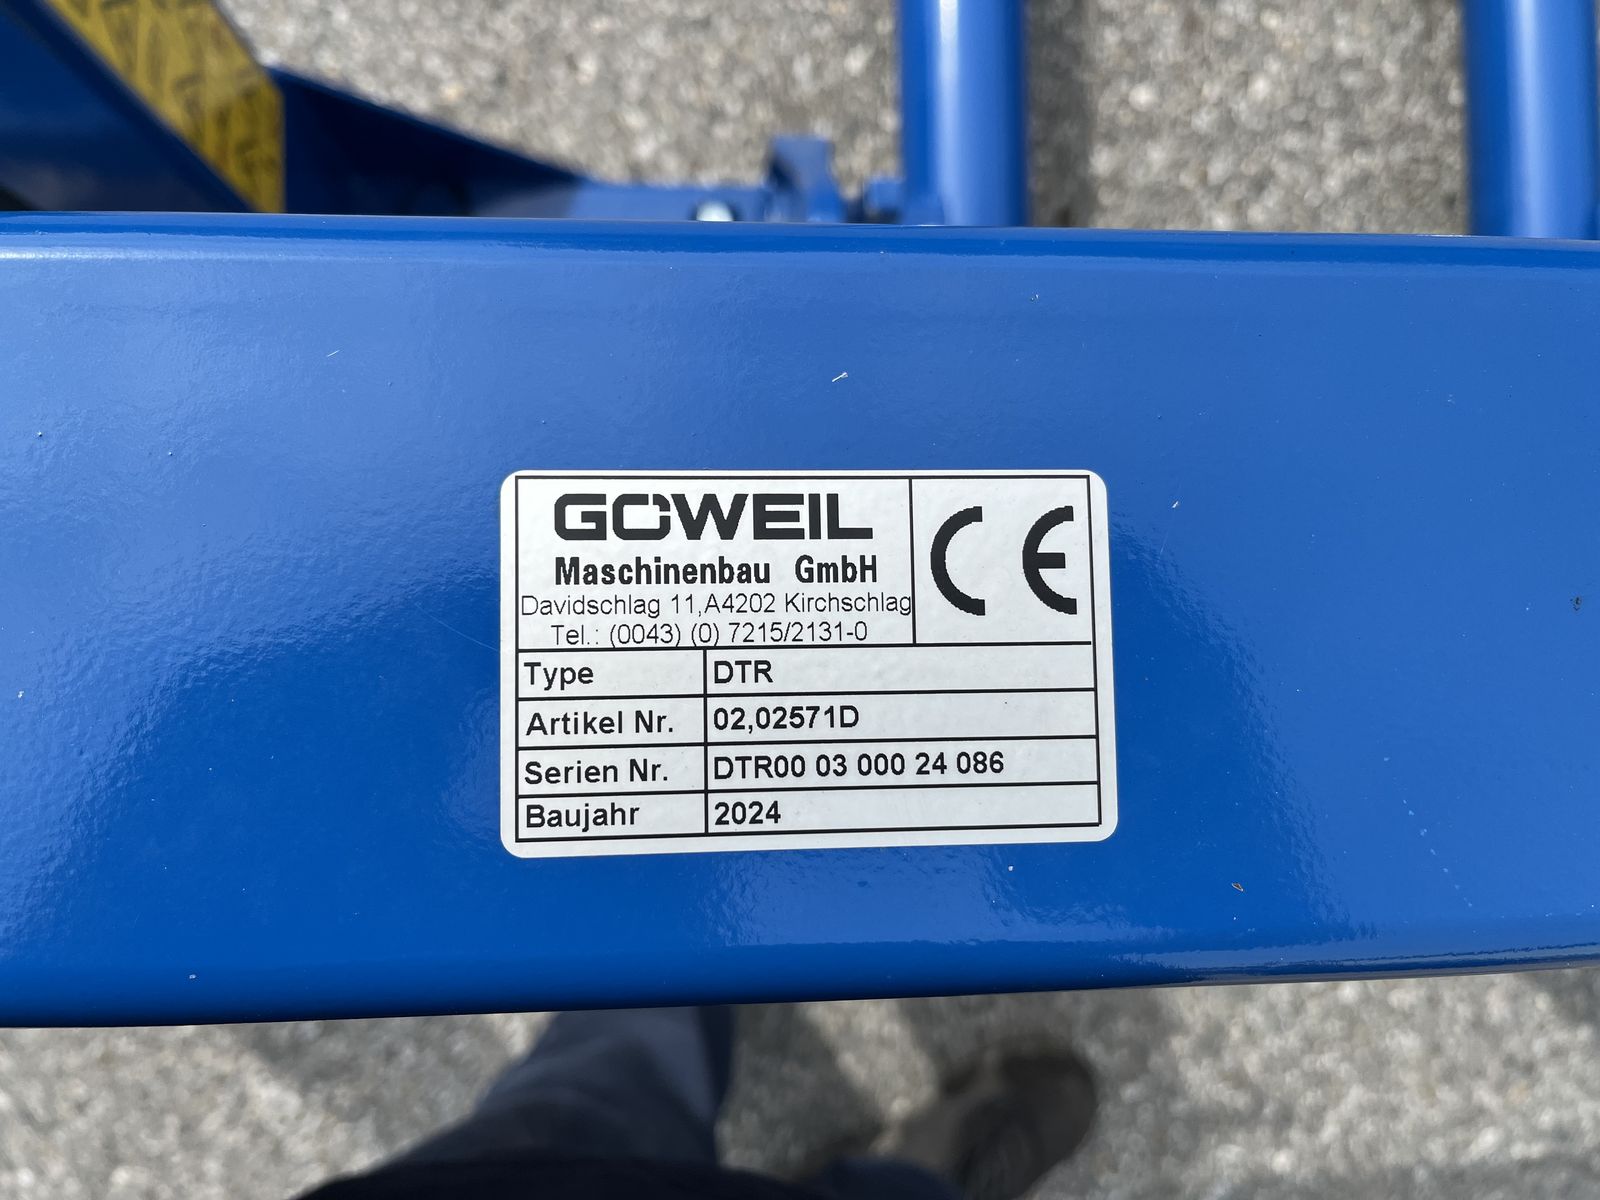 GÖWEIL
Maschinenbau GmbH
Davidschlag 11,A4202 Kirchschlag
Tel.: (0043) (0) 7215/2131-0
CE
Type DTR
Artikel Nr. 02,02571D
Serien Nr. DTR00 03 000 24 086
Baujahr 2024